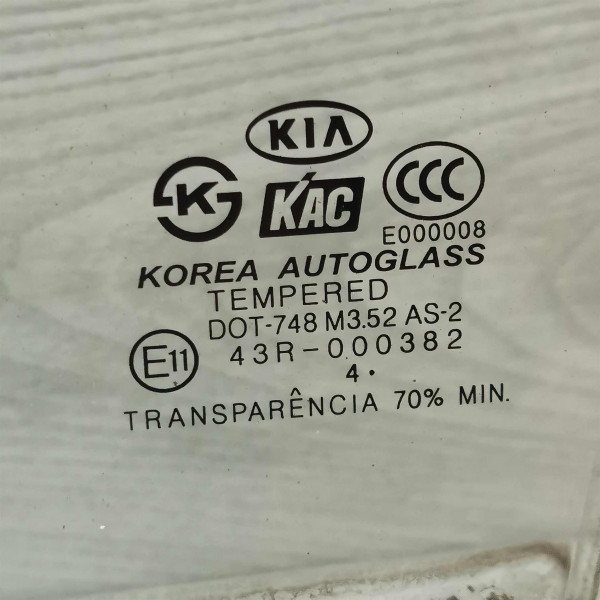 KIA
K
KAC
CCC
E000008
KOREA AUTOGLASS
TEMPERED
DOT-748 M3.52 AS-2
E11
43R-000382
4 •
TRANSPARÊNCIA 70% MIN.